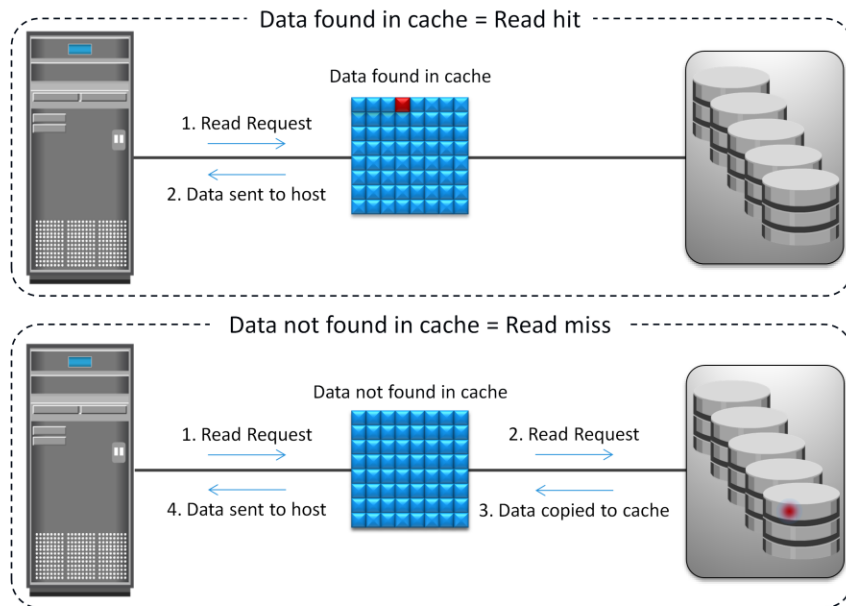 Data found in cache = Read hit
Data found in cache
1. Read Request
2. Data sent to host
Data not found in cache = Read miss
Data not found in cache
1. Read Request
2. Read Request
4. Data sent to host
3. Data copied to cache